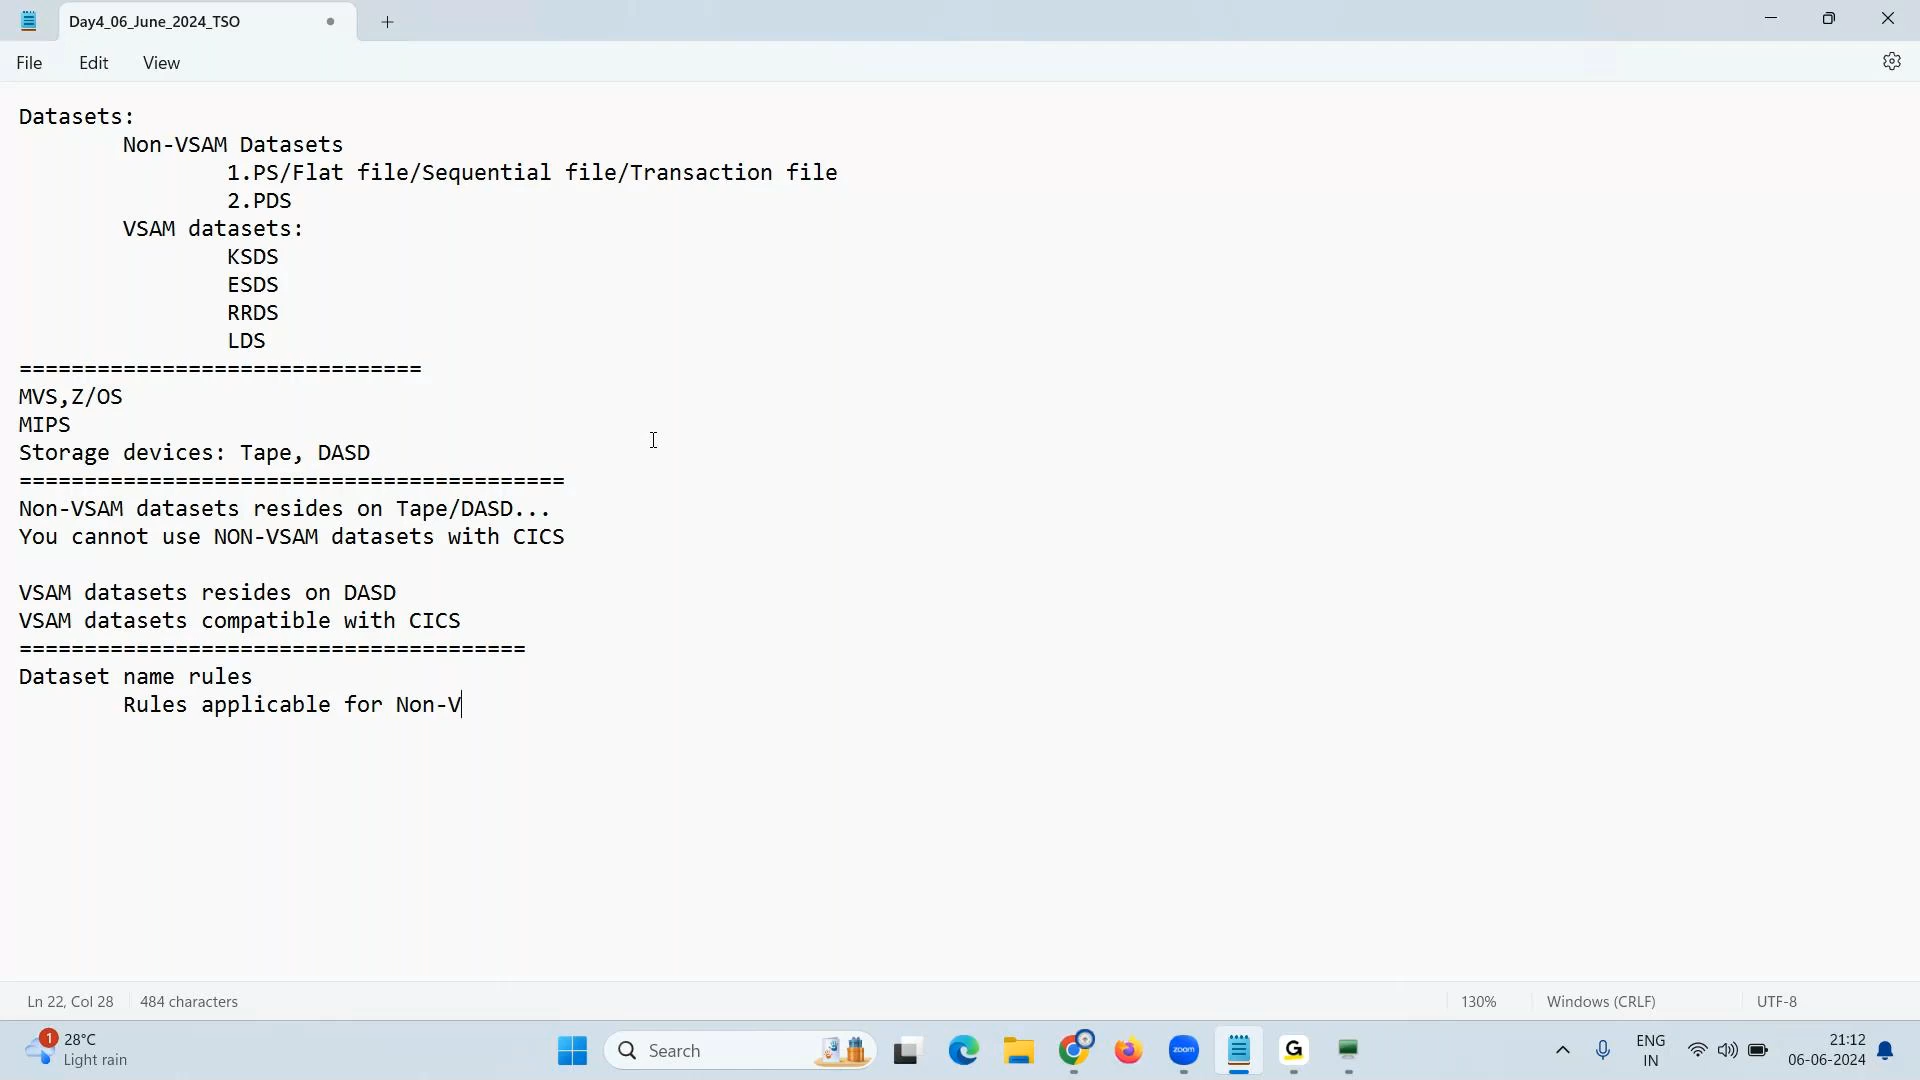 Day4_06_June_2024_TSO
File Edit View
Datasets:
Non-VSAM Datasets
1.PS/Flat file/Sequential file/Transaction file
2.PDS
VSAM datasets:
KSDS
ESDS
RRDS
LDS
===============================
MVS,Z/OS
MIPS
Storage devices: Tape, DASD
==========================================
Non-VSAM datasets resides on Tape/DASD...
You cannot use NON-VSAM datasets with CICS
VSAM datasets resides on DASD
VSAM datasets compatible with CICS
=======================================
Dataset name rules
Rules applicable for Non-V
Ln 22, Col 28 484 characters 130% Windows (CRLF) UTF-8
1 28°C
Light rain
Search
zoom
G
ENG
IN
21:12
06-06-2024